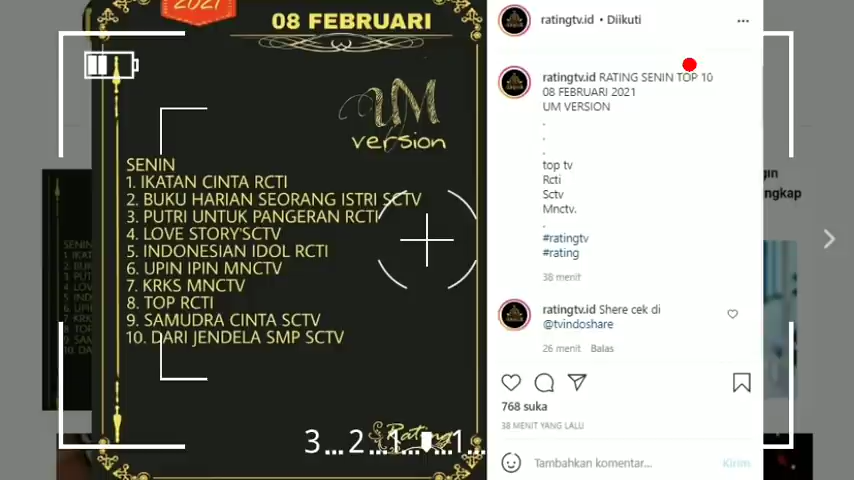 2021
08 FEBRUARI
UM
version
SENIN
1. IKATAN CINTA RCTI
2. BUKU HARIAN SEORANG ISTRI SCTV
3. PUTRI UNTUK PANGERAN RCTI
4. LOVE STORY'SCTV
5. INDONESIAN IDOL RCTI
6. UPIN IPIN MNCTV
7. KRKS MNCTV
8. TOP RCTI
9. SAMUDRA CINTA SCTV
10. DARI JENDELA SMP SCTV
Rating
3...2...1...1...
ratingtv.id • Diikuti
ratingtv.id RATING SENIN TOP 10
08 FEBRUARI 2021
UM VERSION
.
.
.
top tv
Rcti
Sctv
Mnctv.
.
#ratingtv
#rating
38 menit
ratingtv.id Shere cek di
@tvindoshare
26 menit Balas
768 suka
38 MENIT YANG LALU
Tambahkan komentar...
Kirim